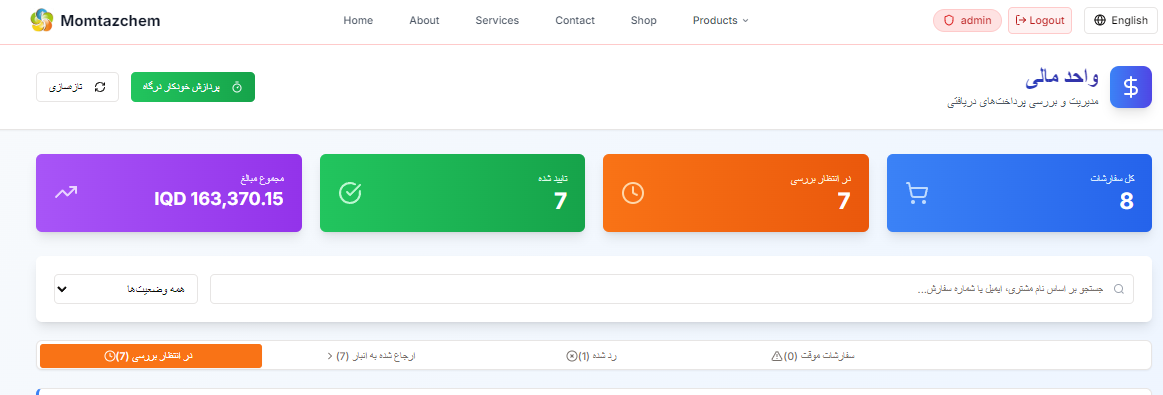 Momtazchem
Home
About
Services
Contact
Shop
Products
admin
Logout
English
واحد مالی
مدیریت و بررسی پرداخت‌های دریافتی
پردازش خودکار درگاه
تازه‌سازی
کل سفارشات
8
در انتظار بررسی
7
تایید شده
7
مجموع مبالغ
IQD 163,370.15
جستجو بر اساس نام مشتری، ایمیل یا شماره سفارش...
همه وضعیت‌ها
سفارشات موقت (0)
رد شده (1)
ارجاع شده به انبار (7)
در انتظار بررسی (7)